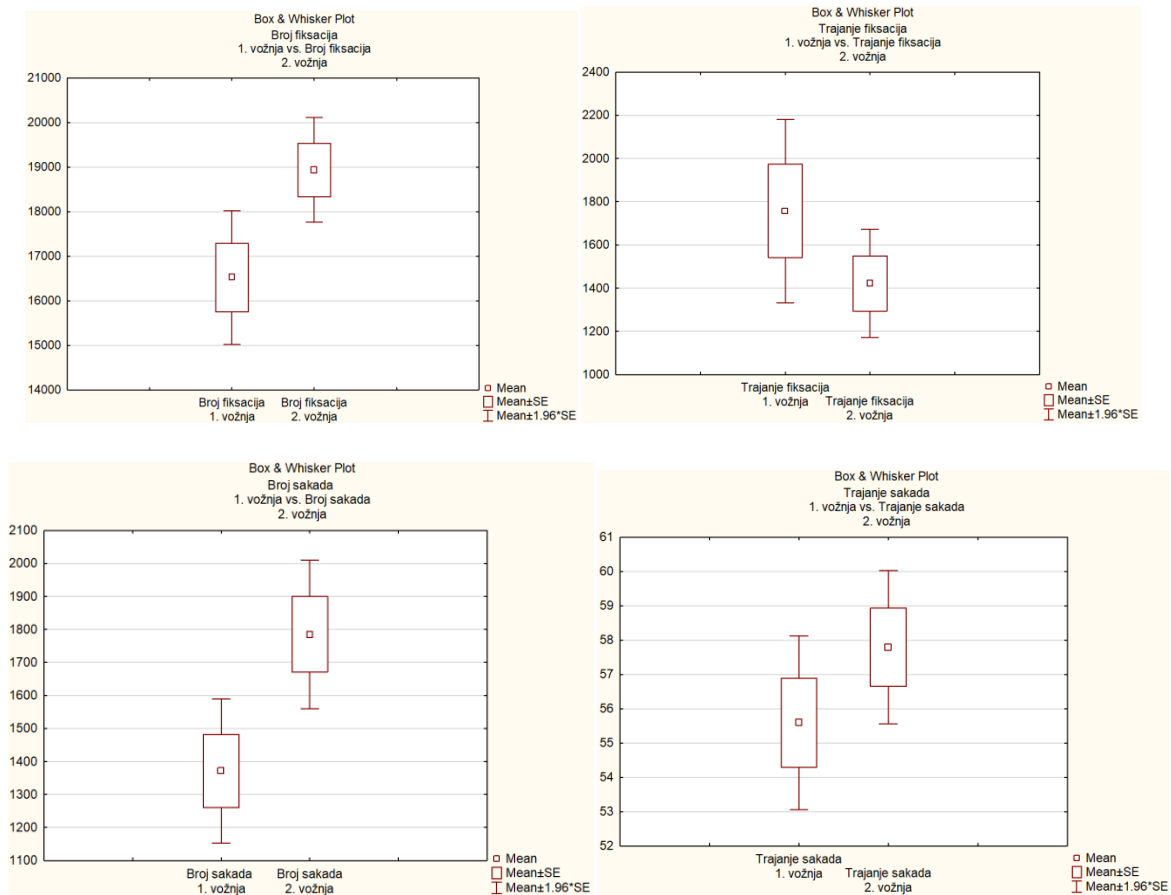 Box & Whisker Plot
Broj fiksacija
1. vožnja vs. Broj fiksacija
2. vožnja
21000
20000
19000
18000
17000
16000
15000
14000
Broj fiksacija
1. vožnja
Broj fiksacija
2. vožnja
Mean
Mean±SE
Mean±1.96*SE
Box & Whisker Plot
Trajanje fiksacija
1. vožnja vs. Trajanje fiksacija
2. vožnja
2400
2200
2000
1800
1600
1400
1200
1000
Trajanje fiksacija
1. vožnja
Trajanje fiksacija
2. vožnja
Mean
Mean±SE
Mean±1.96*SE
Box & Whisker Plot
Broj sakada
1. vožnja vs. Broj sakada
2. vožnja
2100
2000
1900
1800
1700
1600
1500
1400
1300
1200
1100
Broj sakada
1. vožnja
Broj sakada
2. vožnja
Mean
Mean±SE
Mean±1.96*SE
Box & Whisker Plot
Trajanje sakada
1. vožnja vs. Trajanje sakada
2. vožnja
61
60
59
58
57
56
55
54
53
52
Trajanje sakada
1. vožnja
Trajanje sakada
2. vožnja
Mean
Mean±SE
Mean±1.96*SE